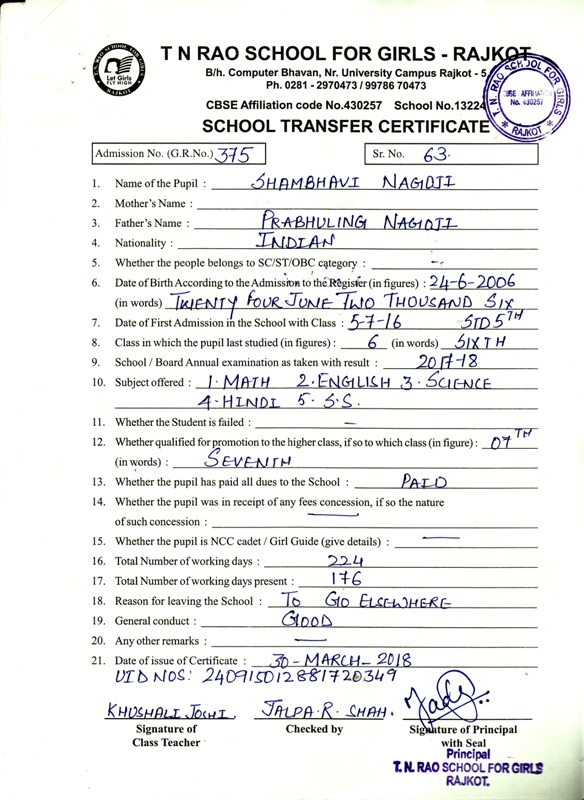 T. N. RAO SCHOOL FOR GIRLS
Let Girls
FLY HIGH
RAJKOT
T N RAO SCHOOL FOR GIRLS - RAJKOT
B/h. Computer Bhavan, Nr. University Campus Rajkot - 5
Ph. 0281 - 2970473 / 99786 70473
CBSE Affiliation code No.430257 School No.13224
T. N. RAO SCHOOL FOR GIRLS
CBSE AFFILIATION
No. 430257
* RAJKOT *
SCHOOL TRANSFER CERTIFICATE
Admission No. (G.R.No.) 375 Sr. No. 63.
1. Name of the Pupil : SHAMBHAVI NAGOJI
2. Mother's Name :
3. Father's Name : PRABHULING NAGOJI
4. Nationality : INDIAN
5. Whether the people belongs to SC/ST/OBC category : -
6. Date of Birth According to the Admission to the Register (in figures) : 24-6-2006
(in words) TWENTY FOUR JUNE TWO THOUSAND SIX
7. Date of First Admission in the School with Class : 5-7-16 STD 5TH
8. Class in which the pupil last studied (in figures) : 6 (in words) SIXTH
9. School / Board Annual examination as taken with result : 2017-18
10. Subject offered : 1. MATH 2. ENGLISH 3. SCIENCE
4. HINDI 5. S.S.
11. Whether the Student is failed : -
12. Whether qualified for promotion to the higher class, if so to which class (in figure) : 07TH
(in words) : SEVENTH
13. Whether the pupil has paid all dues to the School : PAID
14. Whether the pupil was in receipt of any fees concession, if so the nature
of such concession : -
15. Whether the pupil is NCC cadet / Girl Guide (give details) : -
16. Total Number of working days : 224
17. Total Number of working days present : 176
18. Reason for leaving the School : TO GO ELSEWHERE
19. General conduct : GOOD
20. Any other remarks : -
21. Date of issue of Certificate : 30-MARCH-2018
UID NOS: 240915012881720349
KHUSHALI JOSHI. JALPA.R. SHAH.
Signature of Checked by Signature of Principal
Class Teacher with Seal
Principal
T. N. RAO SCHOOL FOR GIRLS
RAJKOT.